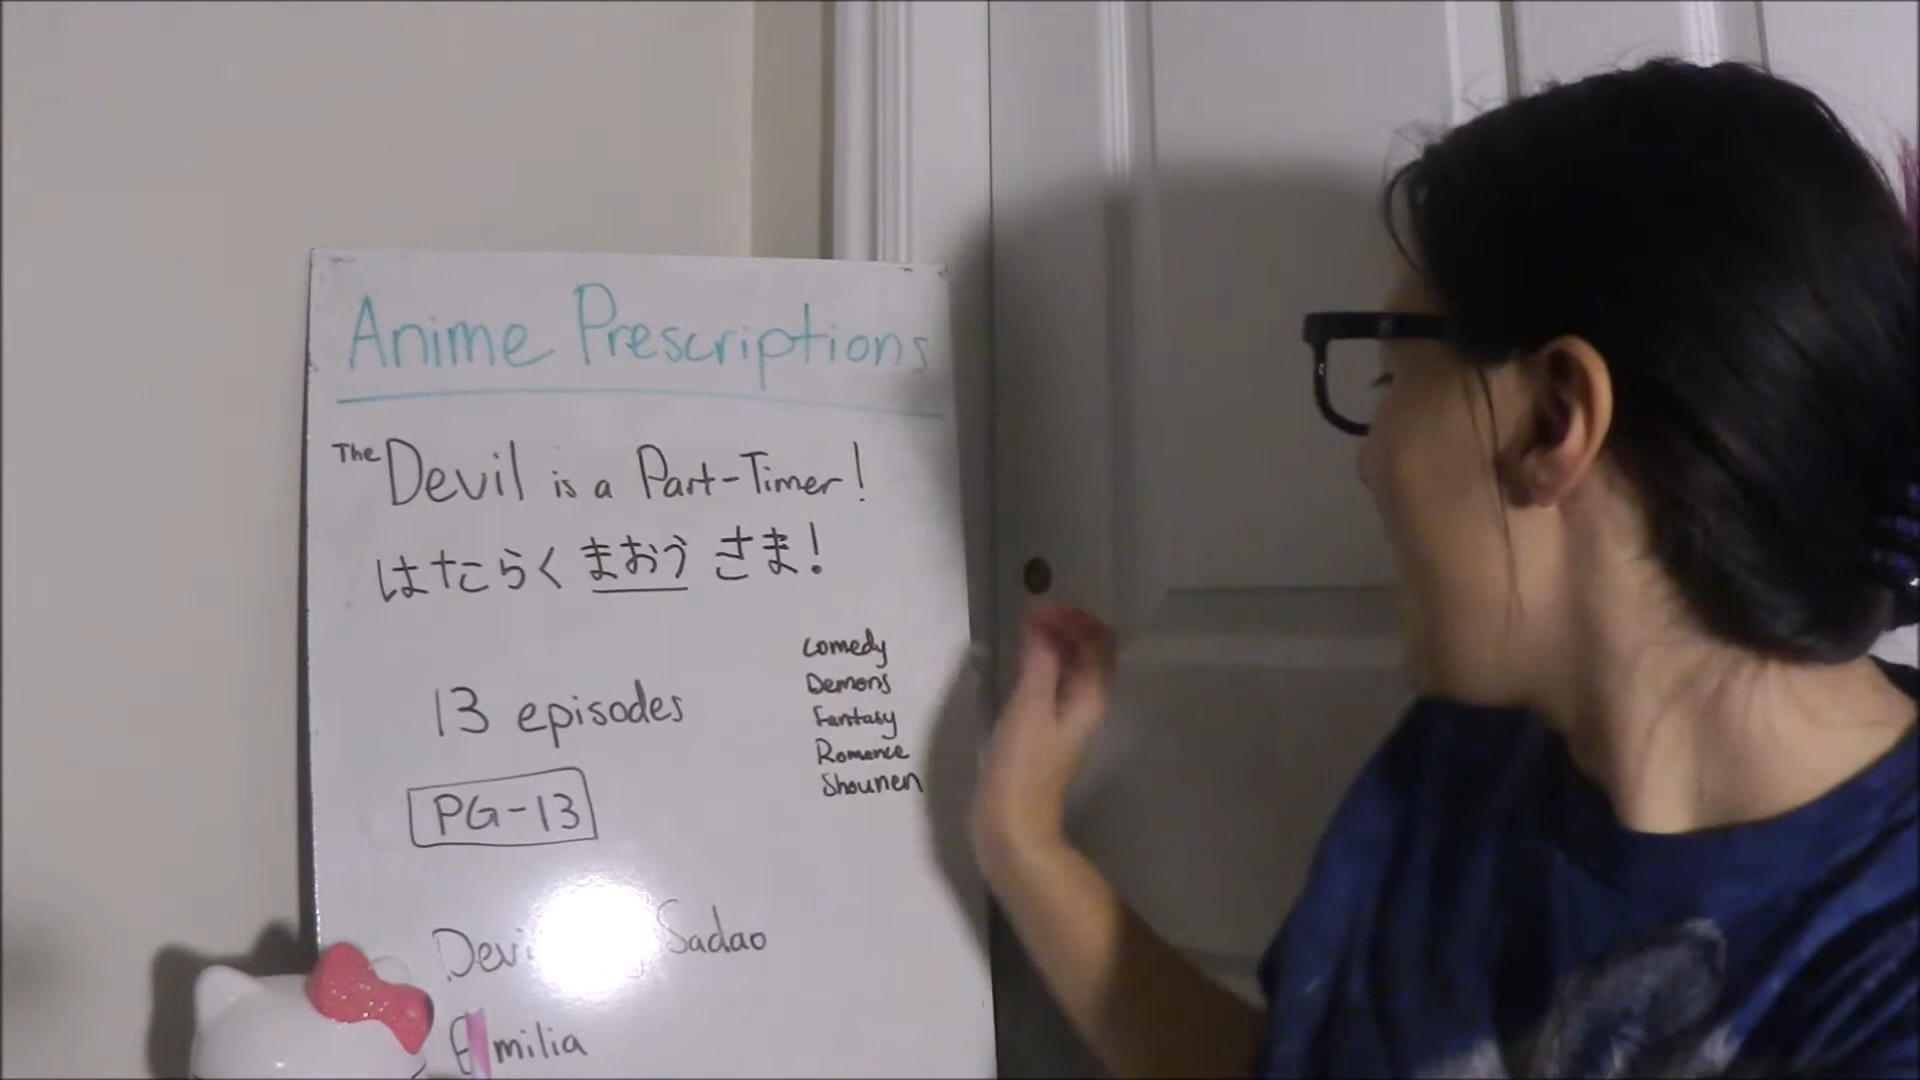 Anime Prescriptions
The Devil is a Part-Timer!
はたらく まおう さま!
comedy
Demons
Fantasy
Romance
Shounen
13 episodes
PG-13
Sadao
Emilia